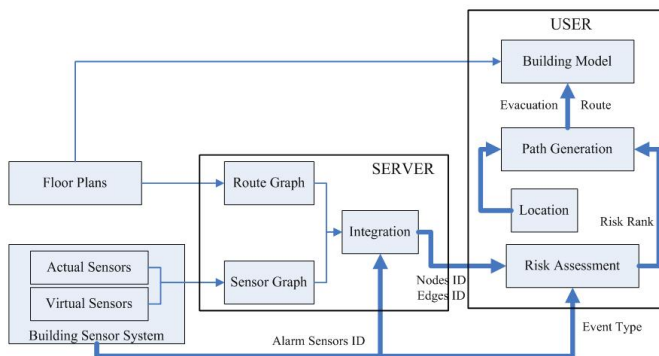 USER
Building Model
Evacuation Route
Path Generation
SERVER
Floor Plans
Route Graph
Location
Risk Rank
Integration
Actual Sensors
Sensor Graph
Risk Assessment
Nodes ID
Edges ID
Virtual Sensors
Building Sensor System
Alarm Sensors ID
Event Type